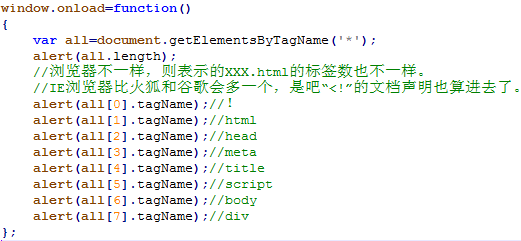 window.onload=function()
{
    var all=document.getElementsByTagName('*');
    alert(all.length);
    //浏览器不一样，则表示的XXX.html的标签数也不一样。
    //IE浏览器比火狐和谷歌会多一个，是吧“<!”的文档声明也算进去了。
    alert(all[0].tagName);//！
    alert(all[1].tagName);//html
    alert(all[2].tagName);//head
    alert(all[3].tagName);//meta
    alert(all[4].tagName);//title
    alert(all[5].tagName);//script
    alert(all[6].tagName);//body
    alert(all[7].tagName);//div
};